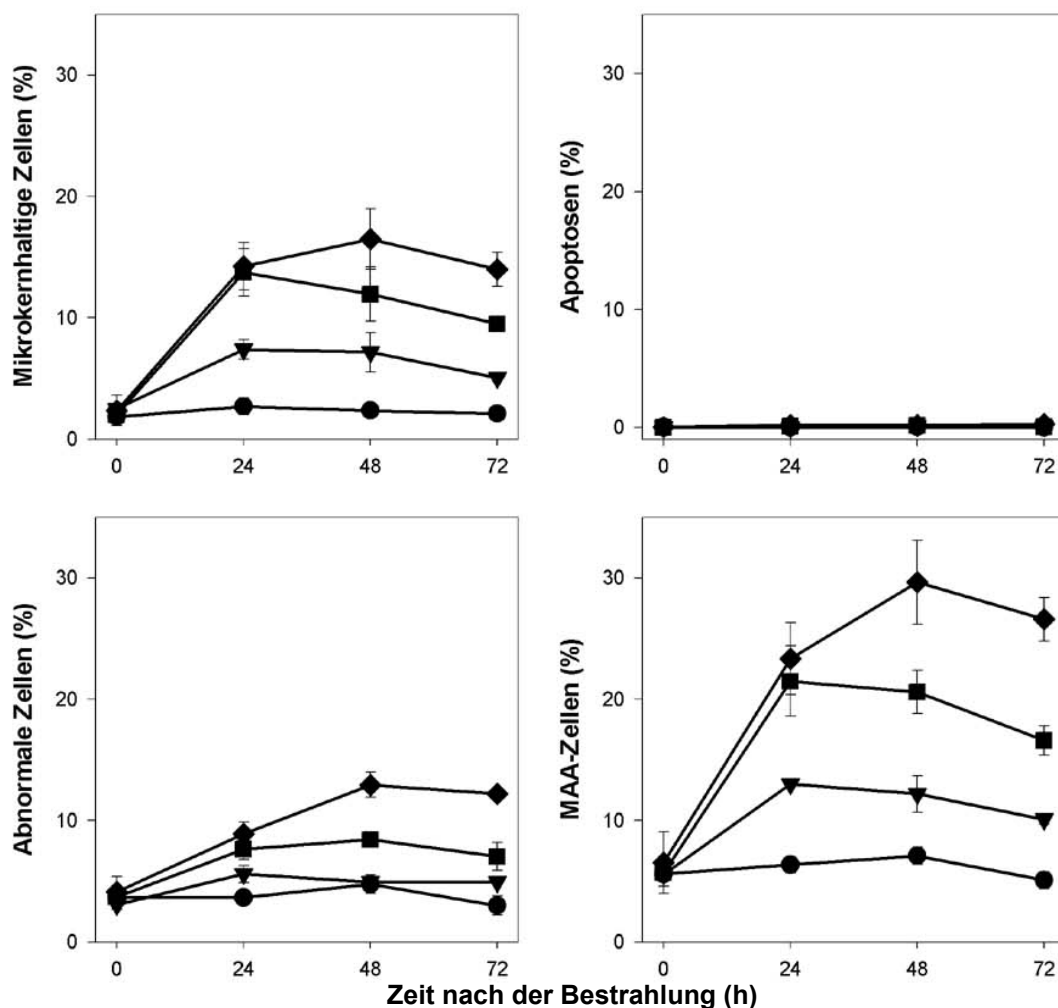 Mikrokernhaltige Zellen (%)
30
20
10
0
0 24 48 72
Apoptosen (%)
30
20
10
0
0 24 48 72
Abnormale Zellen (%)
30
20
10
0
0 24 48 72
MAA-Zellen (%)
30
20
10
0
0 24 48 72
Zeit nach der Bestrahlung (h)